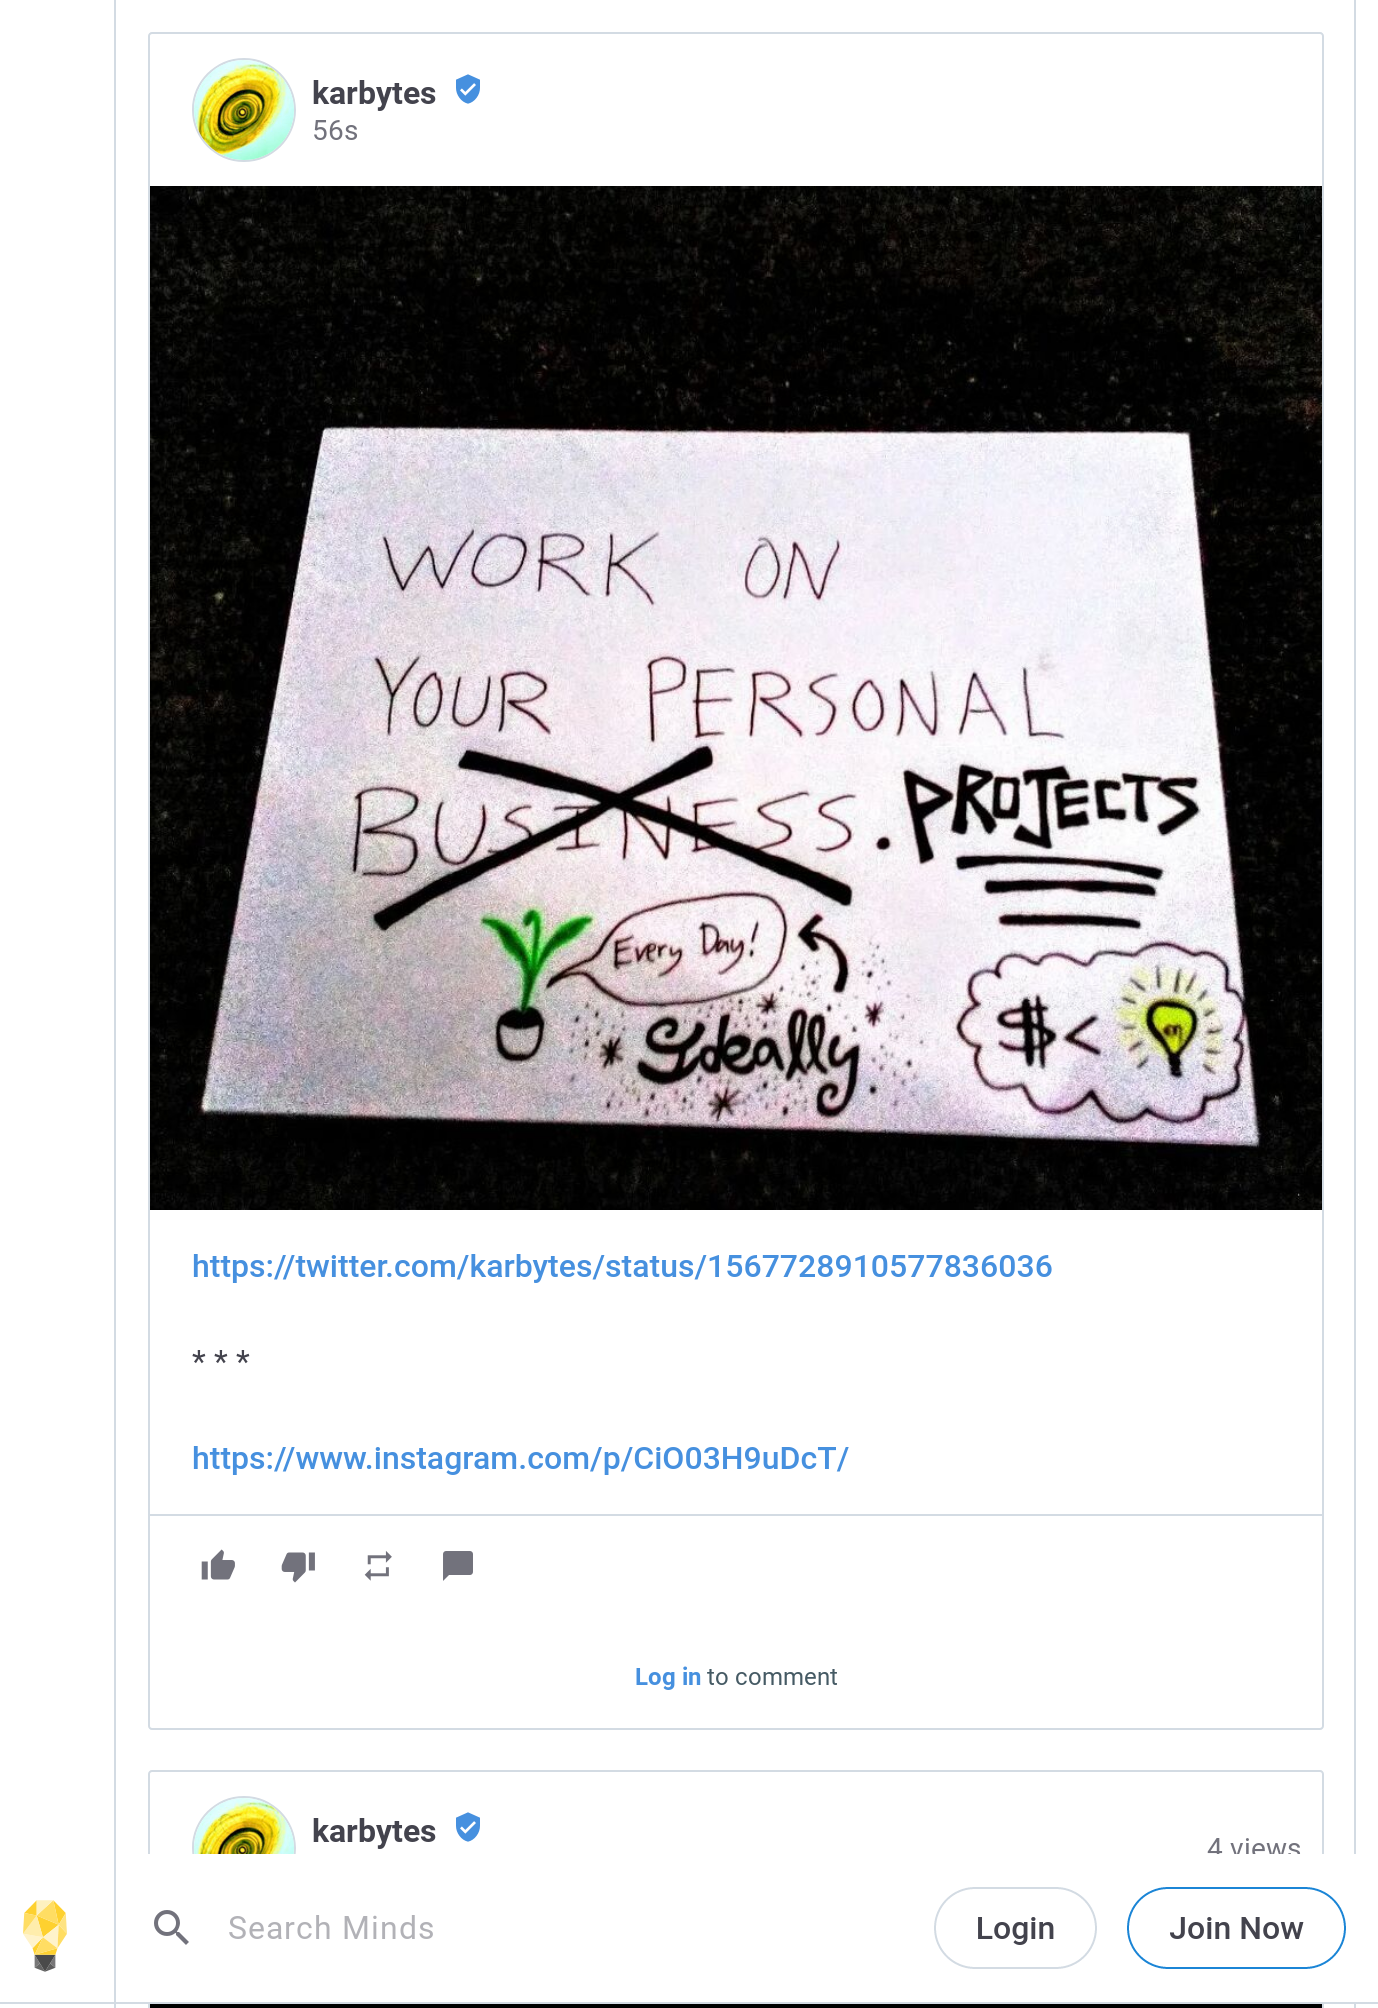 karbytes
56s
WORK ON
YOUR PERSONAL
BUSINESS. PROJECTS
Every Day!
Ideally.
$ <
https://twitter.com/karbytes/status/1567728910577836036
* * *
https://www.instagram.com/p/CiO03H9uDcT/
Log in to comment
karbytes
4 views
Search Minds
Login
Join Now